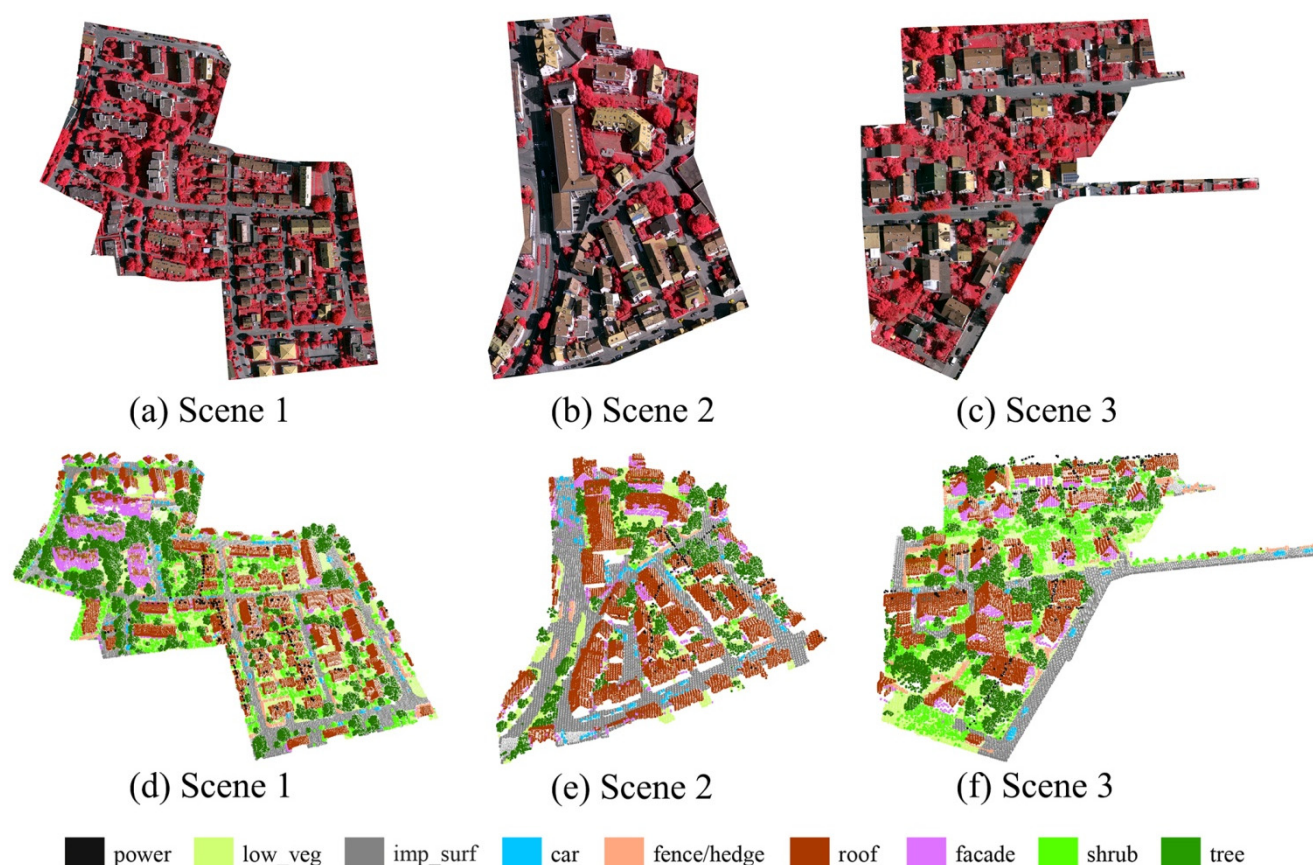 (a) Scene 1
(b) Scene 2
(c) Scene 3
(d) Scene 1
(e) Scene 2
(f) Scene 3
power low_veg imp_surf car fence/hedge roof facade shrub tree